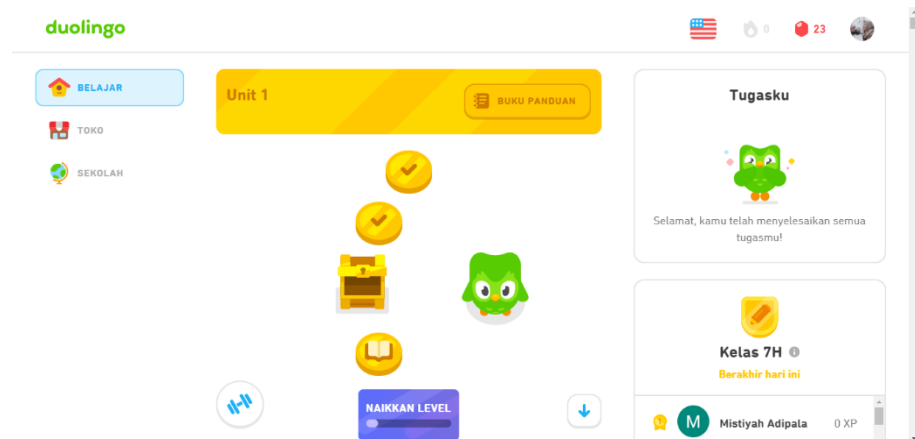 duolingo
0
23
BELAJAR
TOKO
SEKOLAH
Unit 1
BUKU PANDUAN
NAIKKAN LEVEL
Tugasku
Selamat, kamu telah menyelesaikan semua
tugasmu!
Kelas 7H
Berakhir hari ini
1
M
Mistiyah Adipala
0 XP